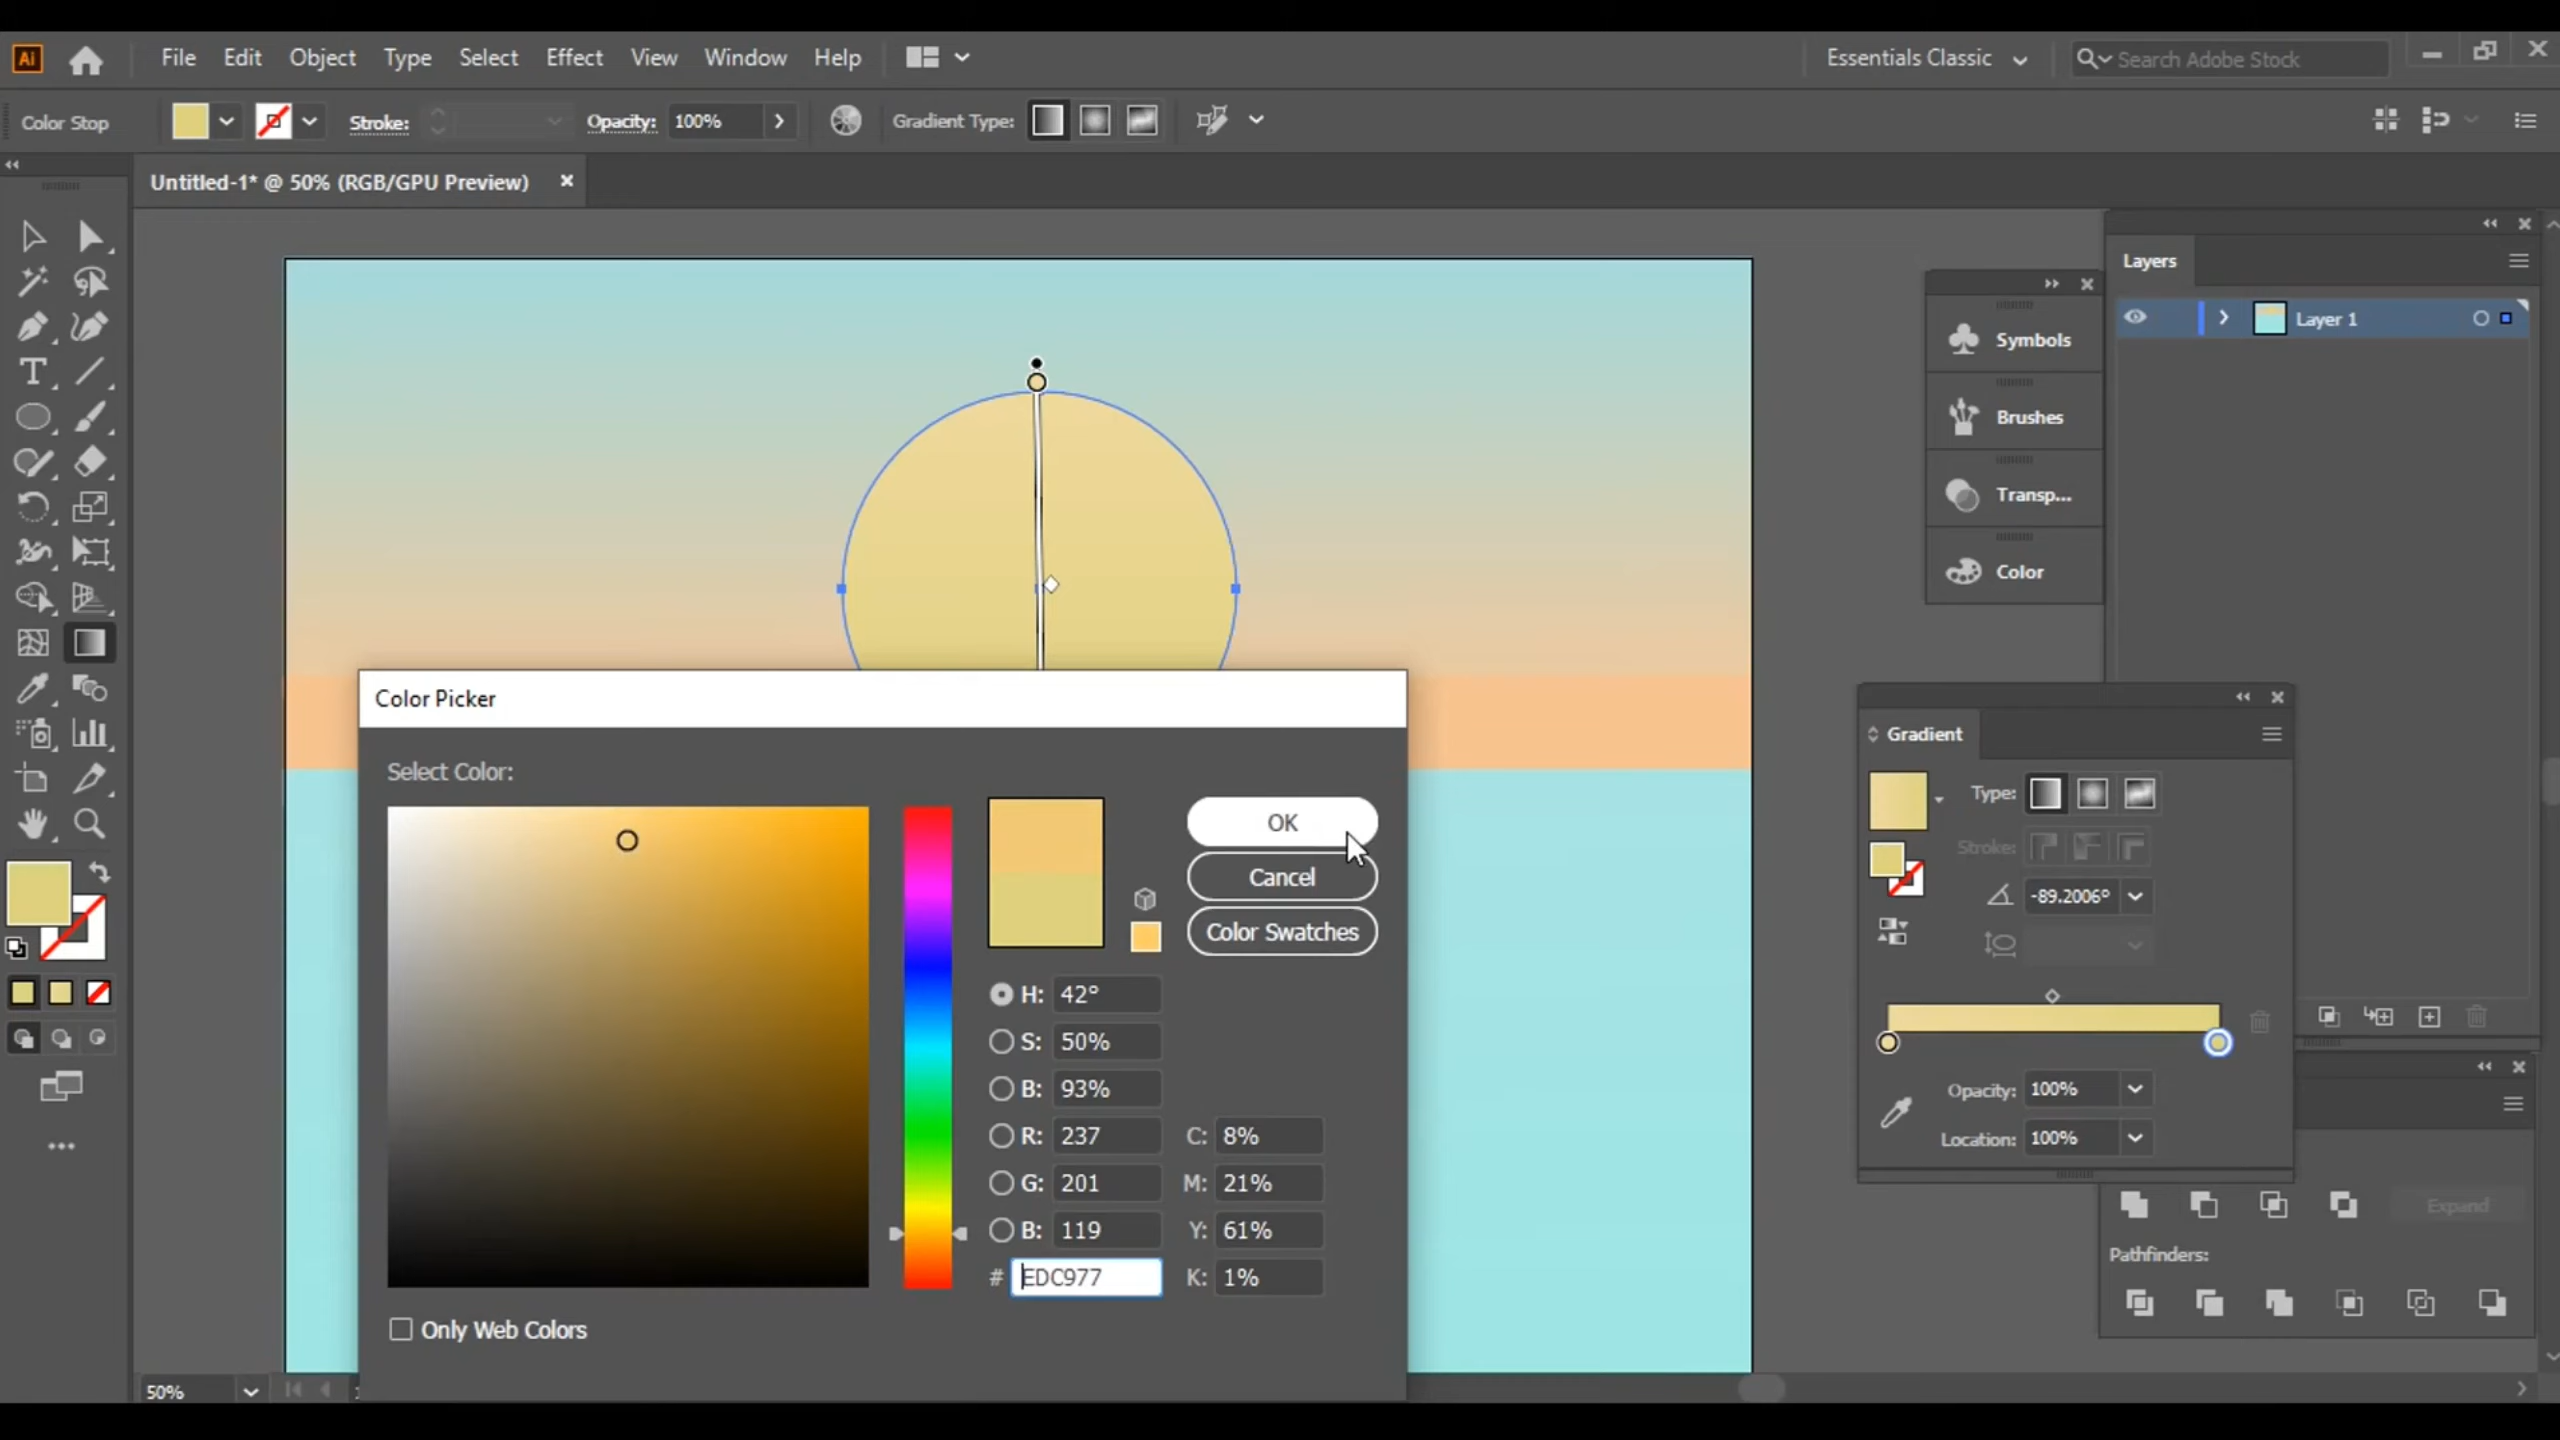 Ai File Edit Object Type Select Effect View Window Help Essentials Classic Search Adobe Stock
Color Stop Stroke: Opacity: 100% Gradient Type:
Untitled-1* @ 50% (RGB/GPU Preview)
Layers
Layer 1
Symbols
Brushes
Transp...
Color
Color Picker
Select Color:
OK
Cancel
Color Swatches
H: 42°
S: 50%
B: 93%
R: 237 C: 8%
G: 201 M: 21%
B: 119 Y: 61%
# EDC977 K: 1%
Only Web Colors
Gradient
Type:
Stroke:
-89.2006°
Opacity: 100%
Location: 100%
Expand
Pathfinders:
50%